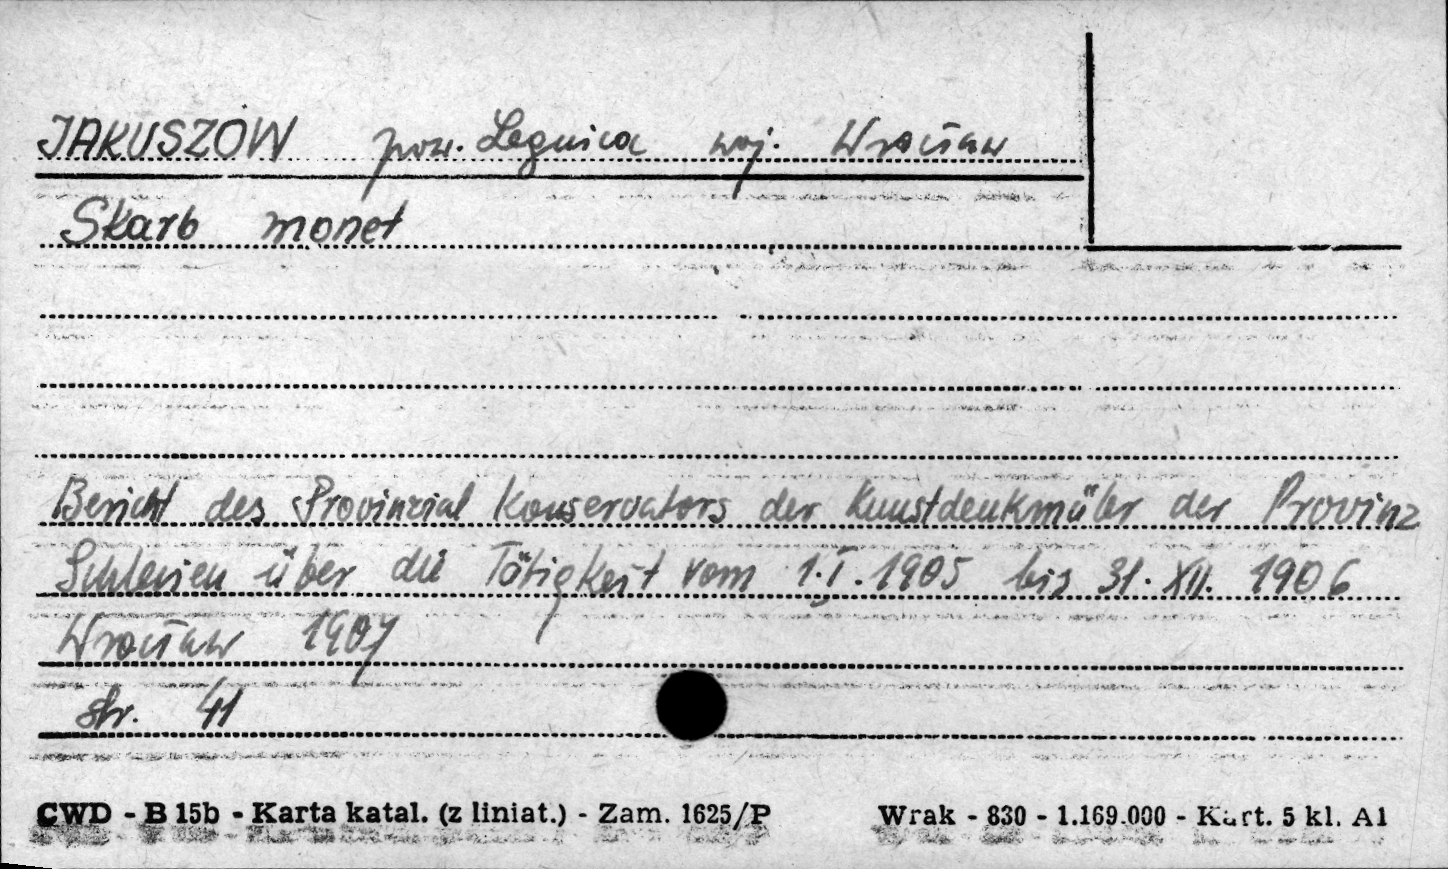 JAKUSZÓW pow. Legnica woj. Wrocław
Skarb monet
Bericht des Provinzial Konservators der Kunstdenkmäler der Provinz
Schlesien über die Tätigkeit vom 1.I.1905 bis 31.XII.1906
Wrocław 1907
str. 41
CWD - B 15b - Karta katal. (z liniat.) - Zam. 1625/P Wrak - 830 - 1.169.000 - Kart. 5 kl. A1